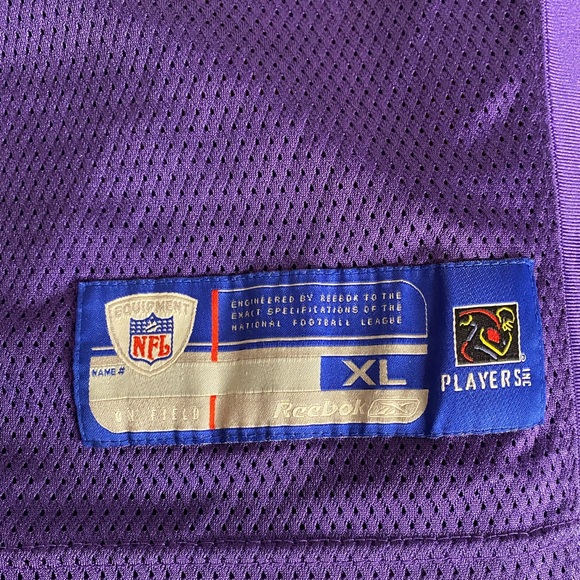 EQUIPMENT
NFL
ENGINEERED BY REEBOK TO THE
EXACT SPECIFICATIONS OF THE
NATIONAL FOOTBALL LEAGUE
NAME #
XL
ON FIELD
Reebok
PLAYERS INC